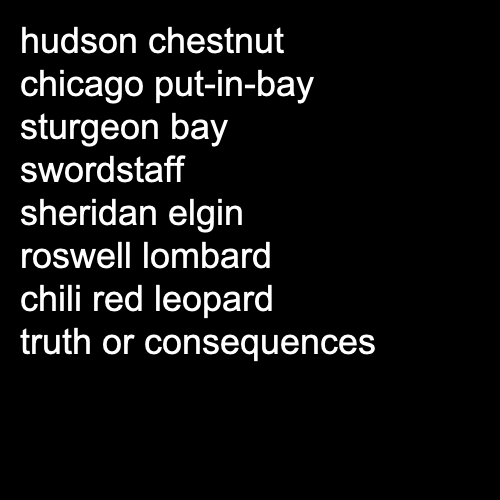 hudson chestnut
chicago put-in-bay
sturgeon bay
swordstaff
sheridan elgin
roswell lombard
chili red leopard
truth or consequences